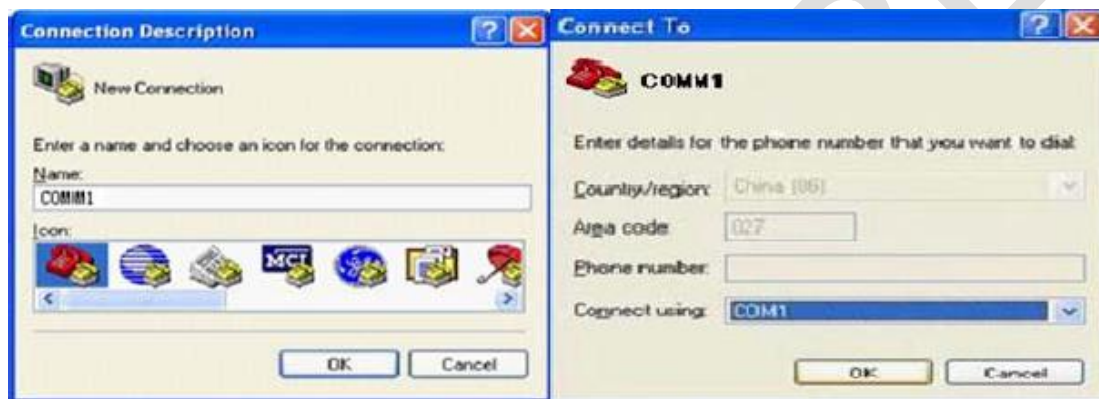 Connection Description
New Connection
Enter a name and choose an icon for the connection:
Name:
COMM1
Icon:
MCI
OK Cancel
Connect To
COMM1
Enter details for the phone number that you want to dial:
Country/region: China (86)
Area code: 027
Phone number:
Connect using: COM1
OK Cancel